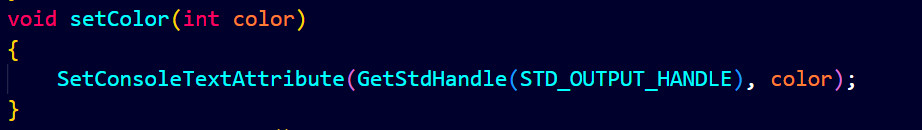 void setColor(int color)
{
    SetConsoleTextAttribute(GetStdHandle(STD_OUTPUT_HANDLE), color);
}